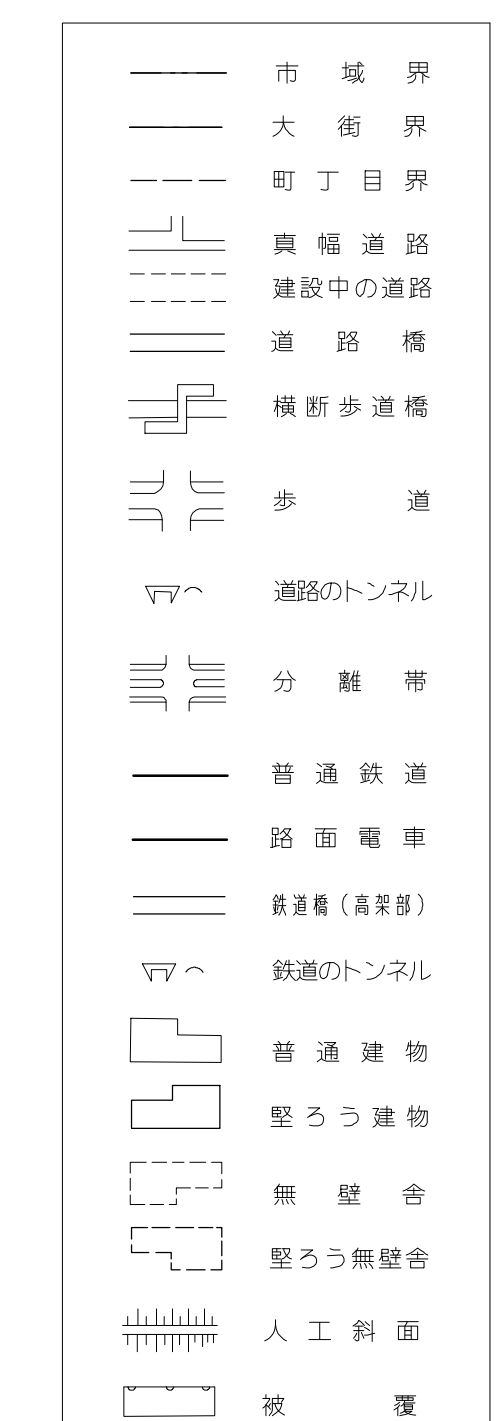 市域界
大街界
町丁目界
真幅道路
建設中の道路
道路橋
横断歩道橋
歩道
道路のトンネル
分離帯
普通鉄道
路面電車
鉄道橋（高架部）
鉄道のトンネル
普通建物
堅ろう建物
無壁舎
堅ろう無壁舎
人工斜面
被覆